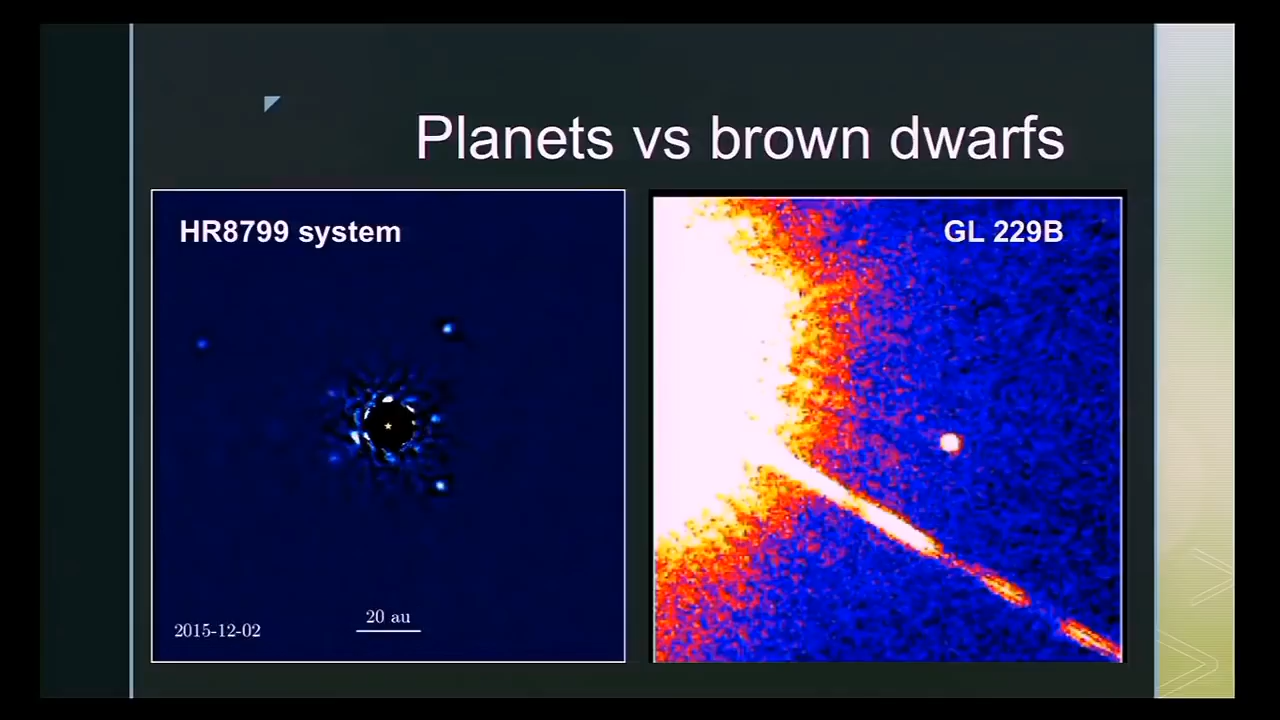 Planets vs brown dwarfs
HR8799 system
GL 229B
20 au
2015-12-02